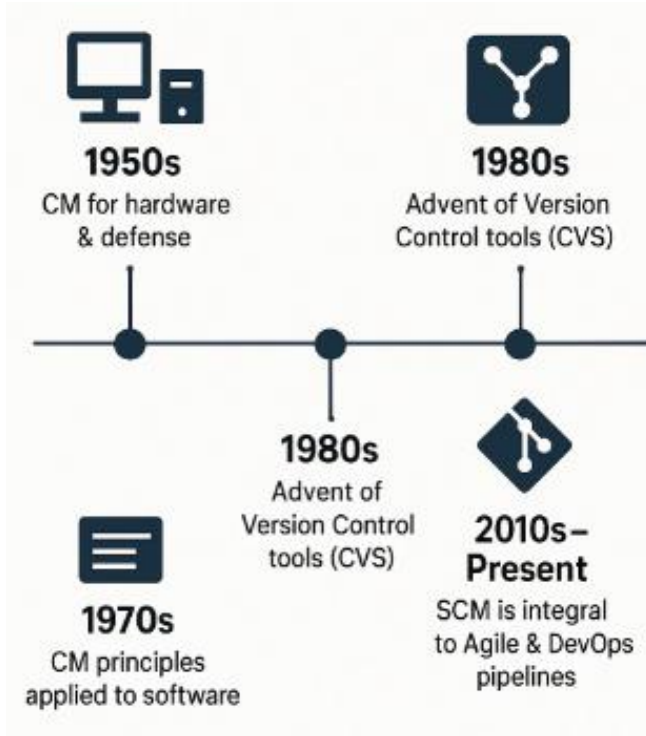 1950s
CM for hardware
& defense
1980s
Advent of Version
Control tools (CVS)
1980s
Advent of
Version Control
tools (CVS)
1970s
CM principles
applied to software
2010s–
Present
SCM is integral
to Agile & DevOps
pipelines